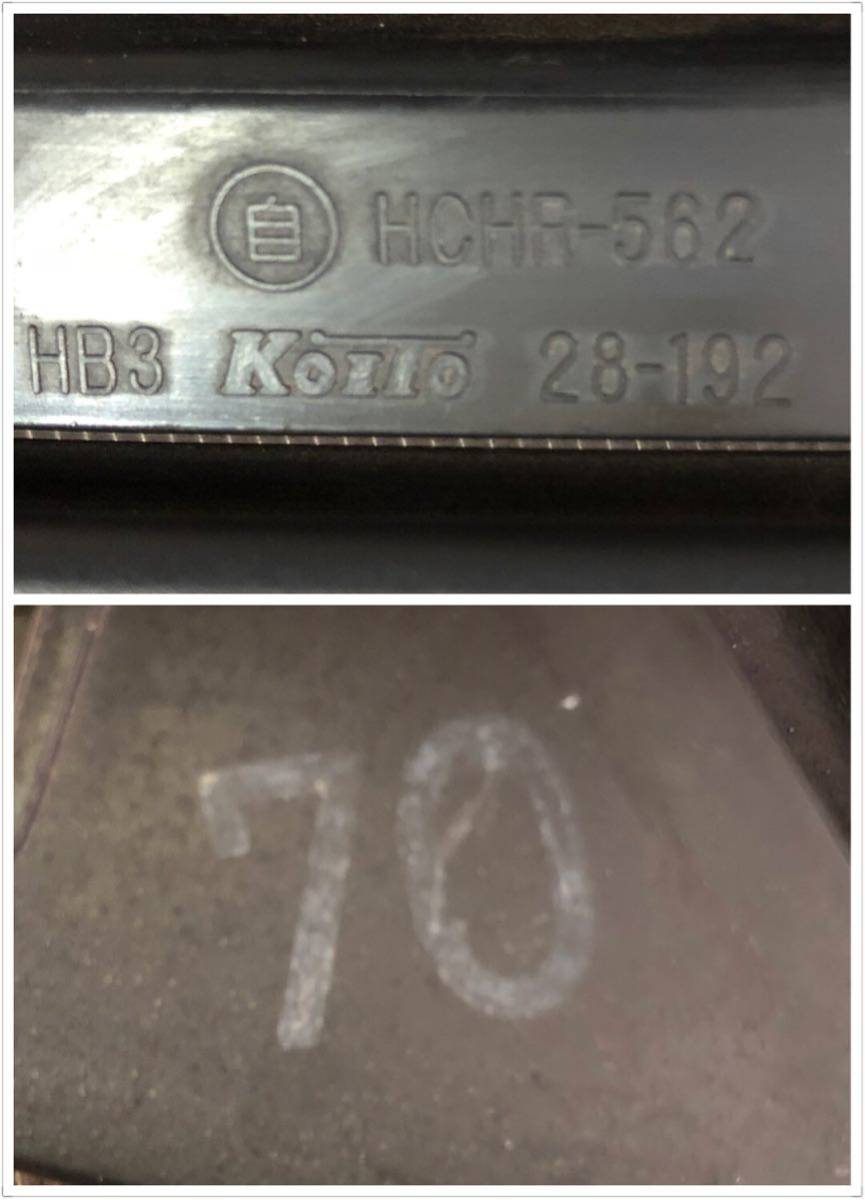 自 HCHR-562
HB3 KOITO 28-192
70